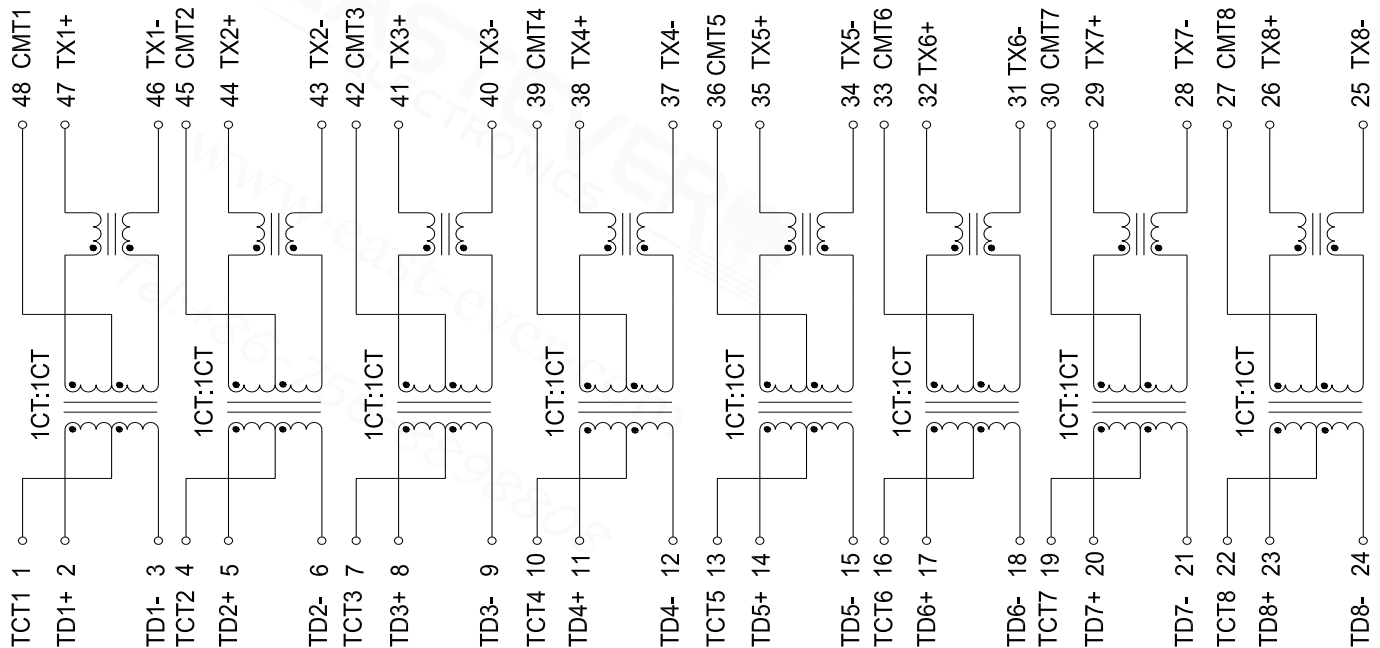 48 CMT1
47 TX1+
46 TX1-
45 CMT2
44 TX2+
43 TX2-
42 CMT3
41 TX3+
40 TX3-
39 CMT4
38 TX4+
37 TX4-
36 CMT5
35 TX5+
34 TX5-
33 CMT6
32 TX6+
31 TX6-
30 CMT7
29 TX7+
28 TX7-
27 CMT8
26 TX8+
25 TX8-
1CT:1CT
1CT:1CT
1CT:1CT
1CT:1CT
1CT:1CT
1CT:1CT
1CT:1CT
1CT:1CT
TCT1 1
TD1+ 2
TD1- 3
TCT2 4
TD2+ 5
TD2- 6
TCT3 7
TD3+ 8
TD3- 9
TCT4 10
TD4+ 11
TD4- 12
TCT5 13
TD5+ 14
TD5- 15
TCT6 16
TD6+ 17
TD6- 18
TCT7 19
TD7+ 20
TD7- 21
TCT8 22
TD8+ 23
TD8- 24
ELECTRONICS
www.east-ever.com